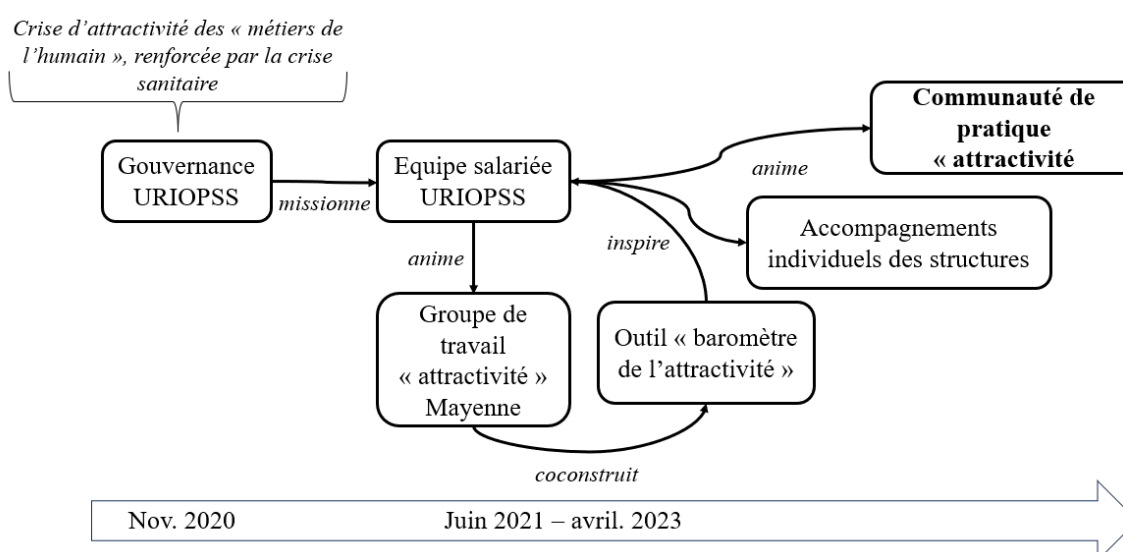 Crise d’attractivité des « métiers de
l’humain », renforcée par la crise
sanitaire
Gouvernance
URIOPSS
missionne
Equipe salariée
URIOPSS
anime
Communauté de
pratique
« attractivité
anime
Accompagnements
individuels des structures
inspire
Groupe de
travail
« attractivité »
Mayenne
Outil « baromètre
de l’attractivité »
coconstruit
Nov. 2020
Juin 2021 – avril. 2023